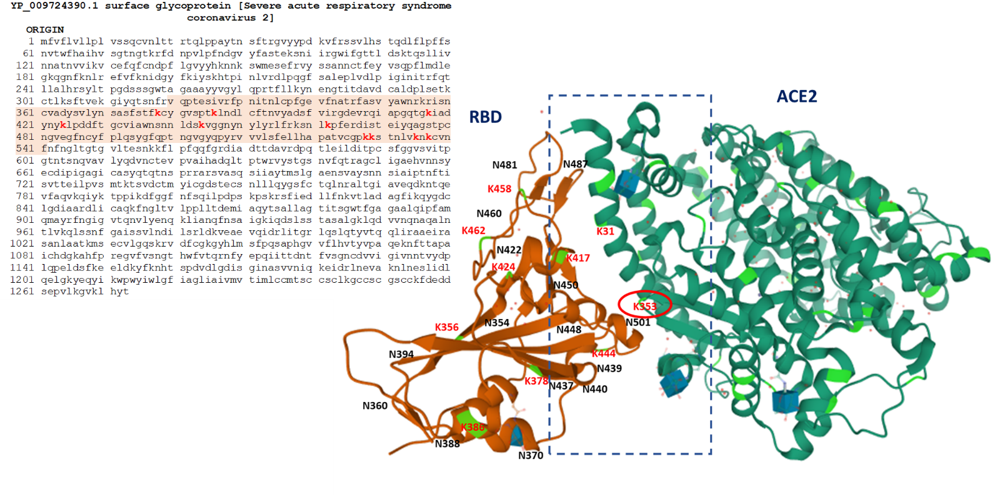 YP_009724390.1 surface glycoprotein [Severe acute respiratory syndrome
coronavirus 2]
ORIGIN
1 mfvflvllpl vssqcvnltt rtqlppaytn sftrgvyypd kvfrssvlhs tqdlflpffs
61 nvtwfhaihv sgtngtkrfd npvlpfndgv yfasteksni irgwifgttl dsktqslliv
121 nnatnvvikv cefqfcndpf lgvyyhknnk swmesefrvy ssannctfey vsqpflmdle
181 gkqgnfknlr efvfknidgy fkiyskhtpi nlvrdlpqgf saleplvdlp iginitrfqt
241 llalhrsylt pgdsssgwta gaaayyvgyl qprtfllkyn engtitdavd caldplsetk
301 ctlksftvek giyqtsnfrv qptesivrfp nitnlcpfge vfnatrfasv yawnrkrisn
361 cvadysvlyn sasfstfkcy gvsptklndl cftnvyadsf virgdevrqi apgqtgkiad
421 ynyklpddft gcviawnsnn ldskvggnyn ylyrlfrksn lkpferdist eiyqagstpc
481 ngvegfncyf plqsygfqpt ngvgyqpyrv vvlsfellha patvcgpkks tnlvknkcvn
541 fnfngltgtg vltesnkkfl pfqqfgrdia dttdavrdpq tleilditpc sfggvsvitp
601 gtntsnqvav lyqdvnctev pvaihadqlt ptwrvystgs nvfqtragcl igaehvnnsy
661 ecdipigagi casyqtqtns prrarsvasq siiaytmslg aensvaysnn siaiptnfti
721 svtteilpvs mtktsvdctm yicgdstecs nlllqygsfc tqlnraltgi aveqdkntqe
781 vfaqvkqiyk tppikdfggf nfsqilpdps kpskrsfied llfnkvtlad agfikqygdc
841 lgdiaardli caqkfngltv lppl​ltdemi aqytsallag titsgwtfga gaalqipfam
901 qmayrfngig vtqnvlyenq klianqfnsa igkiqdslss tasalgklqd vvnqnaqaln
961 tlvkqlssnf gaissvlndi lsrldkveae vqidrlitgr lqslqtyvtq qliraaeira
1021 sanlaatkms ecvlgqskrv dfcgkgyhlm sfpqsaphgv vflhvtyvpa qeknfttapa
1081 ichdgkahfp regvfvsngt hwfvtqrnfy epqiittdnt fvsgncdvvi givnntvydp
1141 lqpeldsfke eldkyfknht spdvdlgdis ginasvvniq keidrlneva knlneslidl
1201 qelgkyeqyi kwpwyiwlgf iagliaivmv timlccmtsc csclkgccsc gscckfdedd
1261 sepvlkgvkl hyt
ACE2
RBD
N481
N487
K458
N460
K31
K462
N422
K417
K424
N450
K353
N354
N501
K356
N448
K444
N394
N439
K378
N437
N440
N360
K386
N388
N370